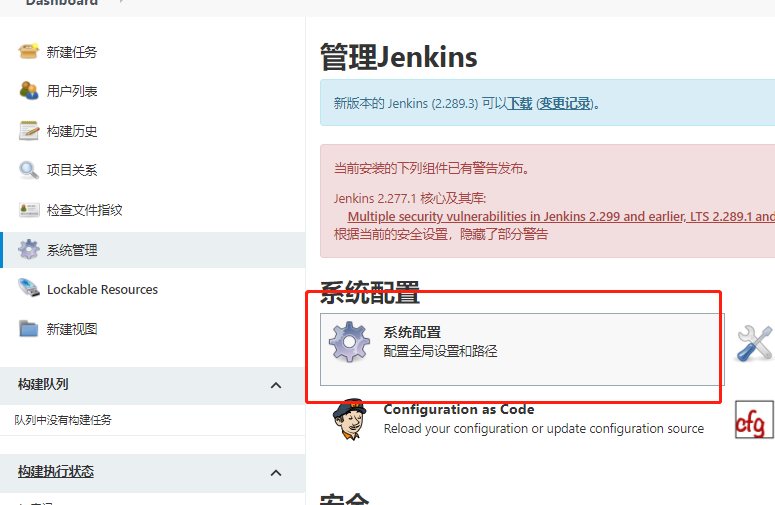 Dashboard
新建任务
用户列表
构建历史
项目关系
检查文件指纹
系统管理
Lockable Resources
新建视图
构建队列
队列中没有构建任务
构建执行状态
管理Jenkins
新版本的 Jenkins (2.289.3) 可以下载 (变更记录)。
当前安装的下列组件已有警告发布。
Jenkins 2.277.1 核心及其库:
Multiple security vulnerabilities in Jenkins 2.299 and earlier, LTS 2.289.1 and
根据当前的安全设置，隐藏了部分警告
系统配置
系统配置
配置全局设置和路径
Configuration as Code
Reload your configuration or update configuration source
cfg
安全